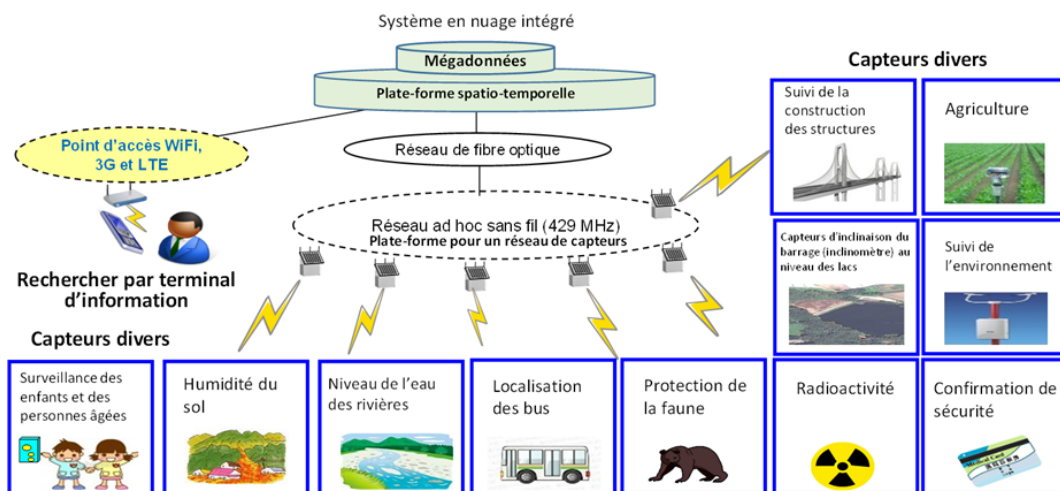 Système en nuage intégré
Mégadonnées
Plate-forme spatio-temporelle
Point d'accès WiFi,
3G et LTE
Réseau de fibre optique
Réseau ad hoc sans fil (429 MHz)
Plate-forme pour un réseau de capteurs
Rechercher par terminal
d'information
Capteurs divers
Suivi de la
construction
des structures
Agriculture
Capteurs d'inclinaison du
barrage (inclinomètre) au
niveau des lacs
Suivi de
l'environnement
Capteurs divers
Surveillance des
enfants et des
personnes âgées
Humidité du
sol
Niveau de l'eau
des rivières
Localisation
des bus
Protection de
la faune
Radioactivité
Confirmation de
sécurité
Medical Card